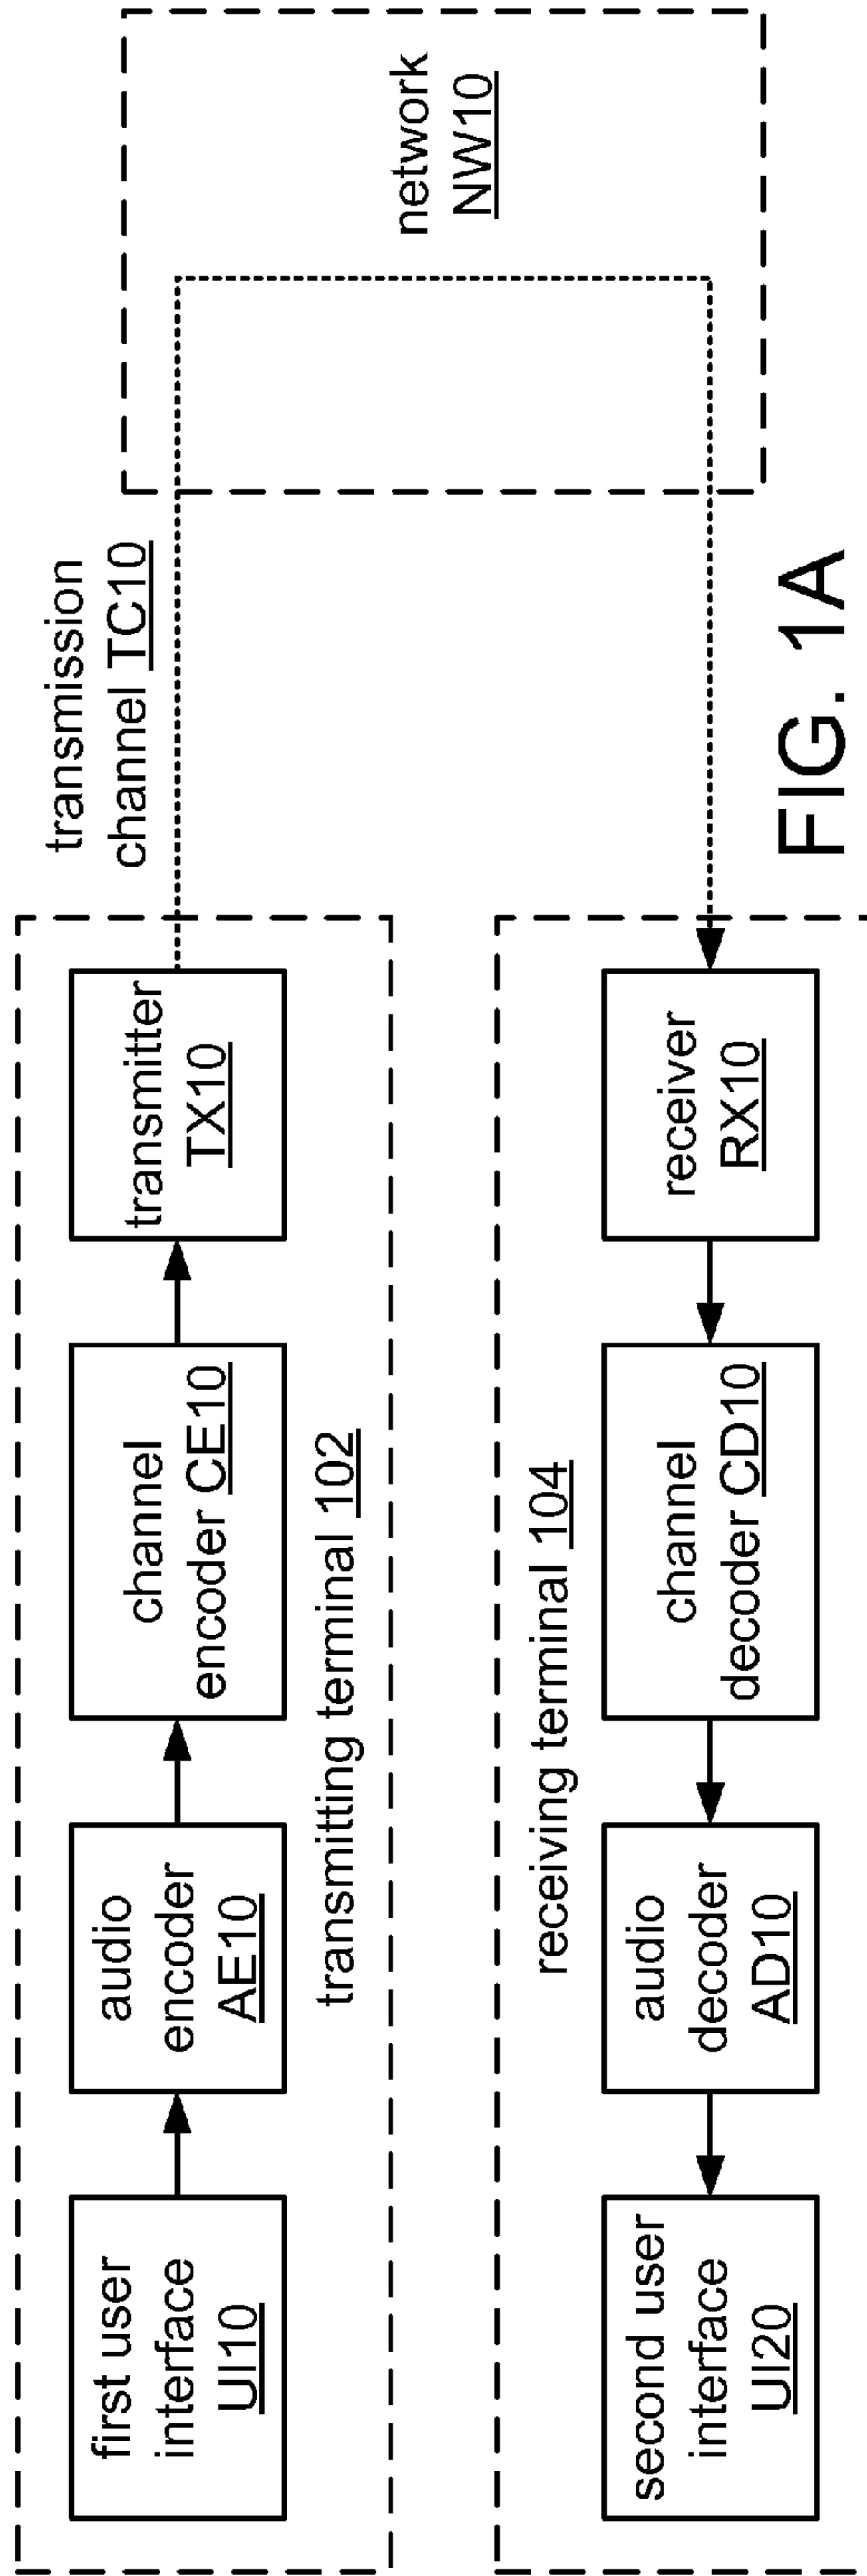 first user
interface
UI10
audio
encoder
AE10
channel
encoder CE10
transmitter
TX10
transmitting terminal 102
transmission
channel TC10
network
NW10
receiving terminal 104
second user
interface
UI20
audio
decoder
AD10
channel
decoder CD10
receiver
RX10
FIG. 1A